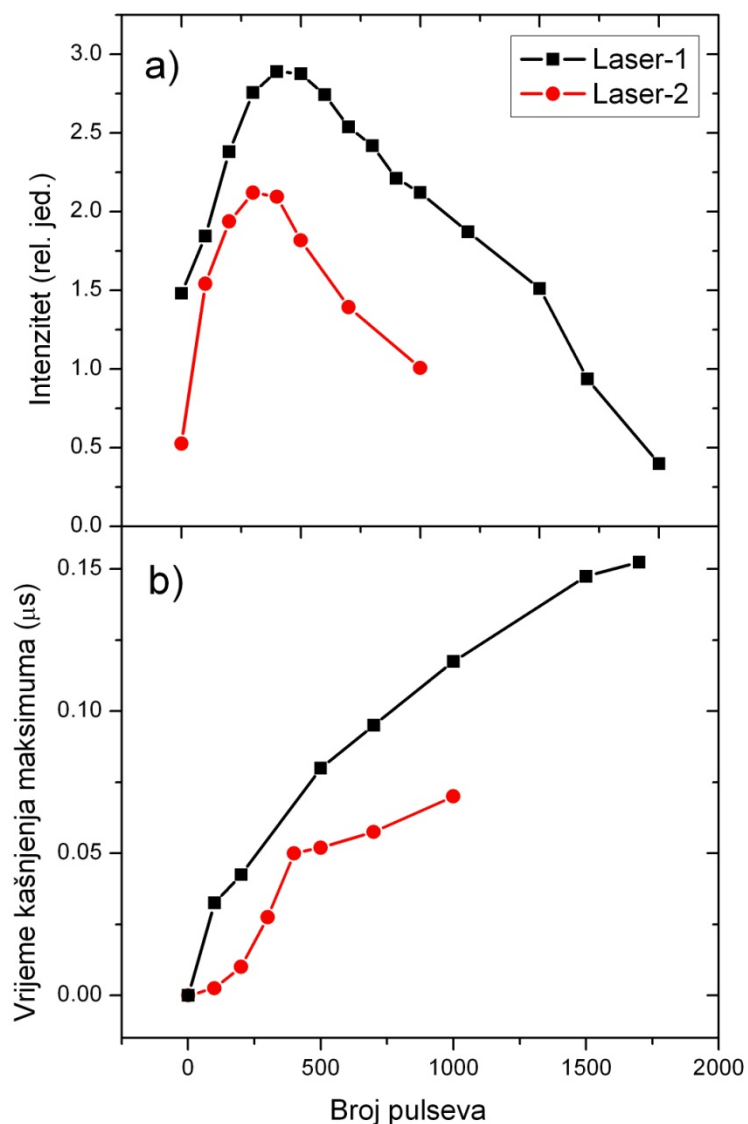 a)
Laser-1
Laser-2
3.0
2.5
2.0
1.5
1.0
0.5
0.0
Intenzitet (rel. jed.)
b)
0.15
0.10
0.05
0.00
Vrijeme kašnjenja maksimuma (μs)
0
500
1000
1500
2000
Broj pulseva